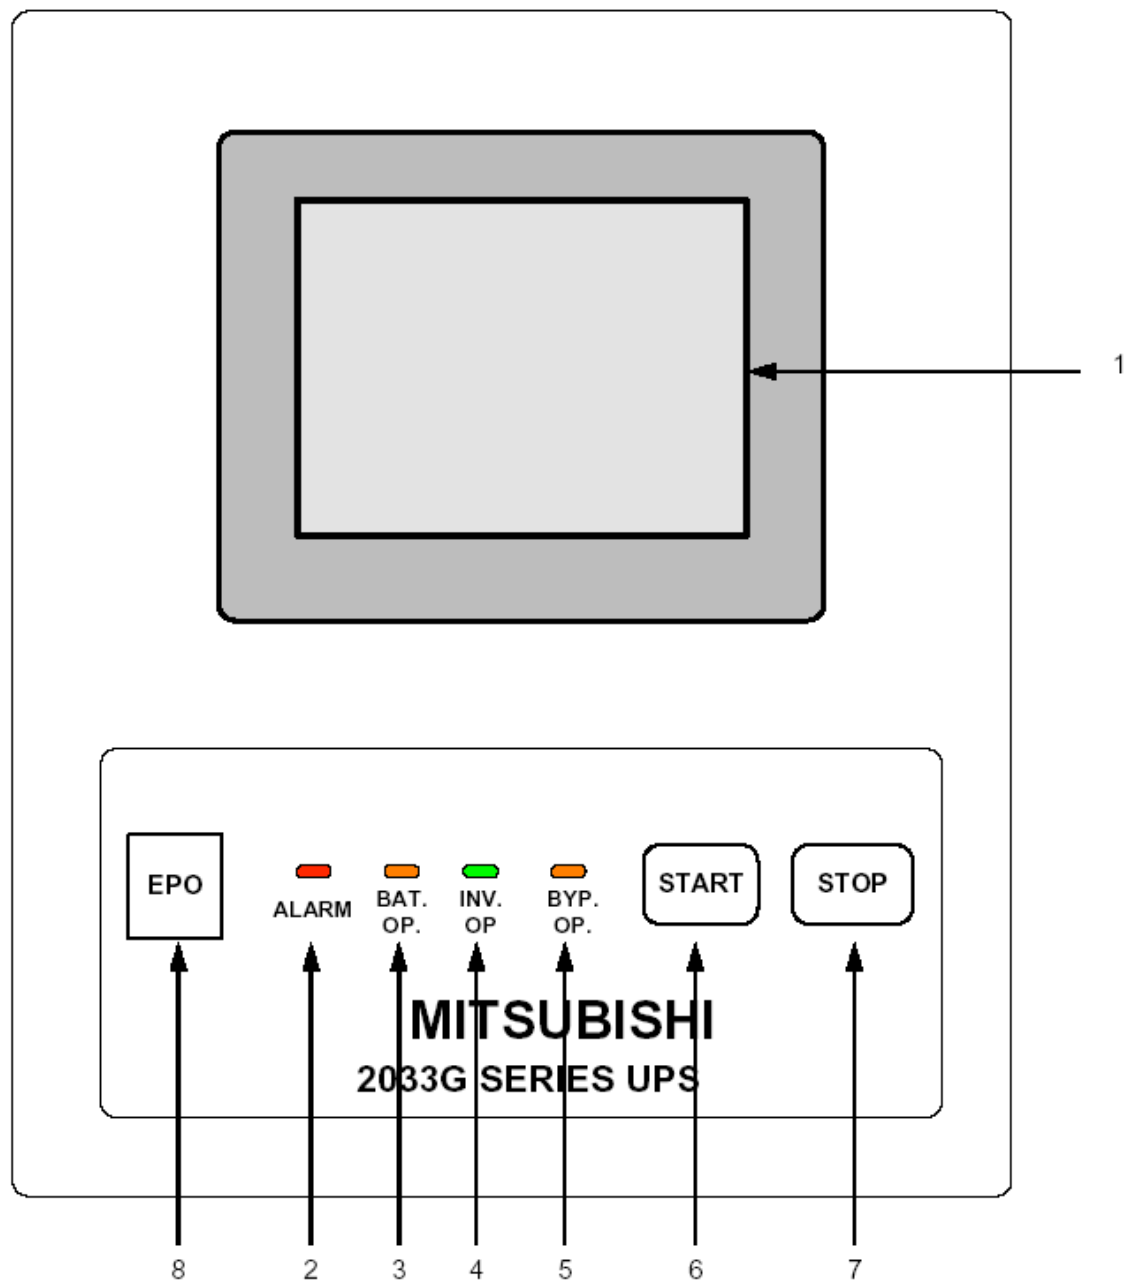 1
EPO
ALARM
BAT.
OP.
INV.
OP
BYP.
OP.
START
STOP
MITSUBISHI
2033G SERIES UPS
8 2 3 4 5 6 7